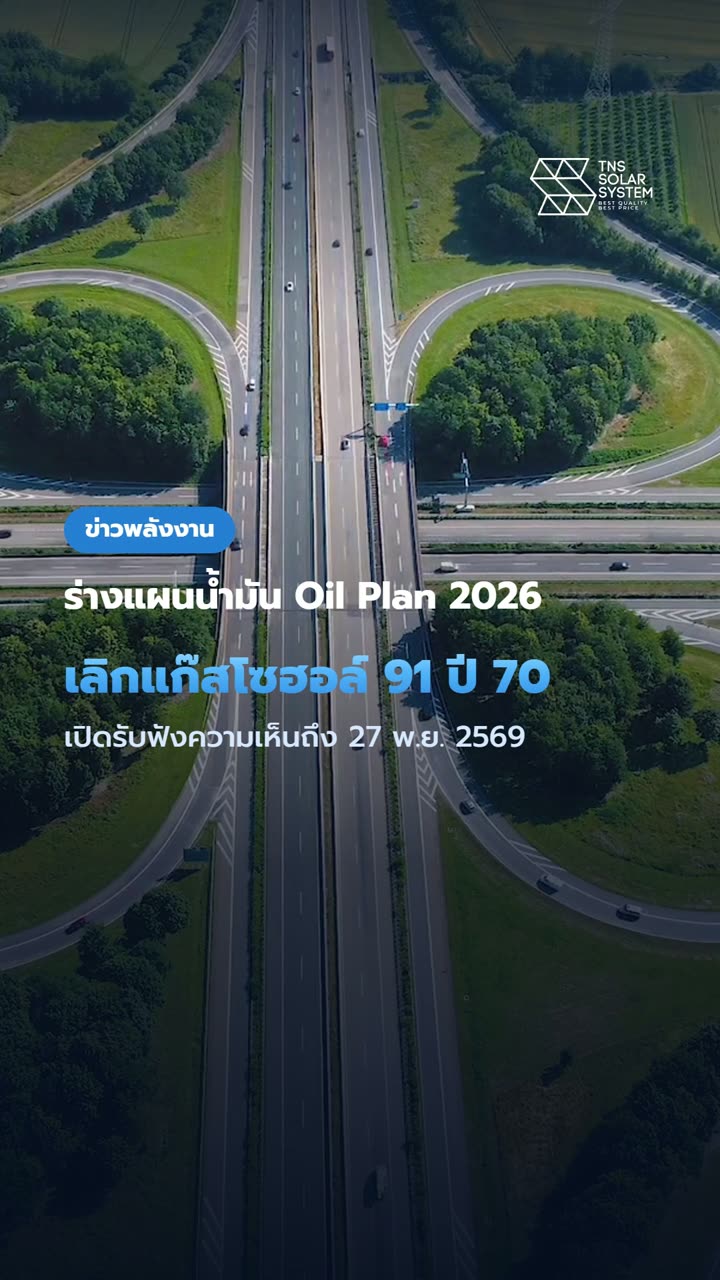 TNS
SOLAR
SYSTEM
BEST QUALITY
BEST PRICE
ข่าวพลังงาน
ร่างแผนน้ำมัน Oil Plan 2026
เลิกแก๊สโซฮอล์ 91 ปี 70
เปิดรับฟังความเห็นถึง 27 พ.ย. 2569